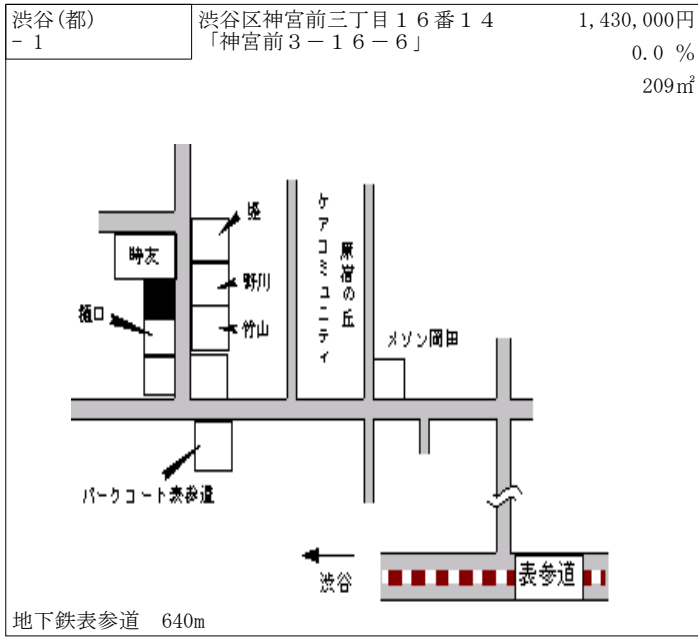 渋谷(都)
- 1
渋谷区神宮前三丁目１６番１４
「神宮前３－１６－６」
1,430,000円
0.0 %
209㎡
時友
野川
樋口
竹山
ケアコミュニティ
原宿の丘
メゾン岡田
パークコート表参道
渋谷
表参道
地下鉄表参道　640m